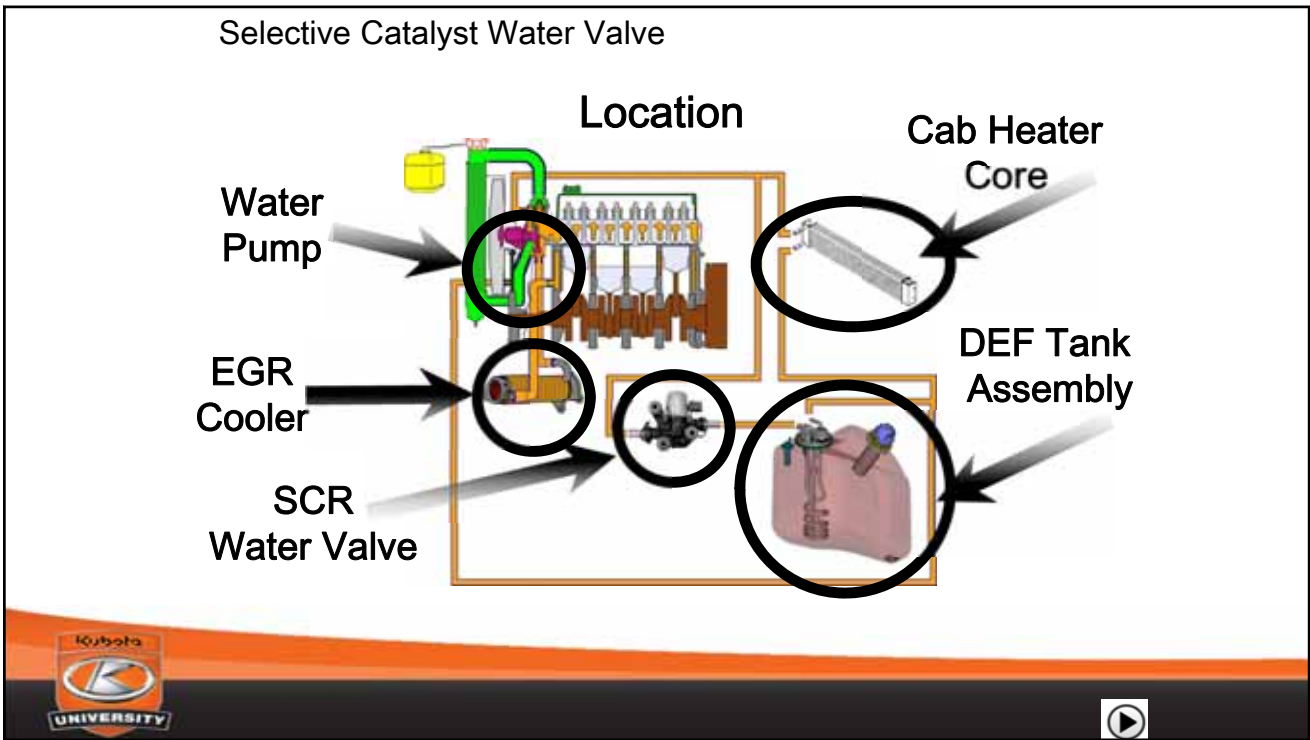 Selective Catalyst Water Valve
Location
Cab Heater
Core
Water
Pump
EGR
Cooler
DEF Tank
Assembly
SCR
Water Valve
Kubota
UNIVERSITY